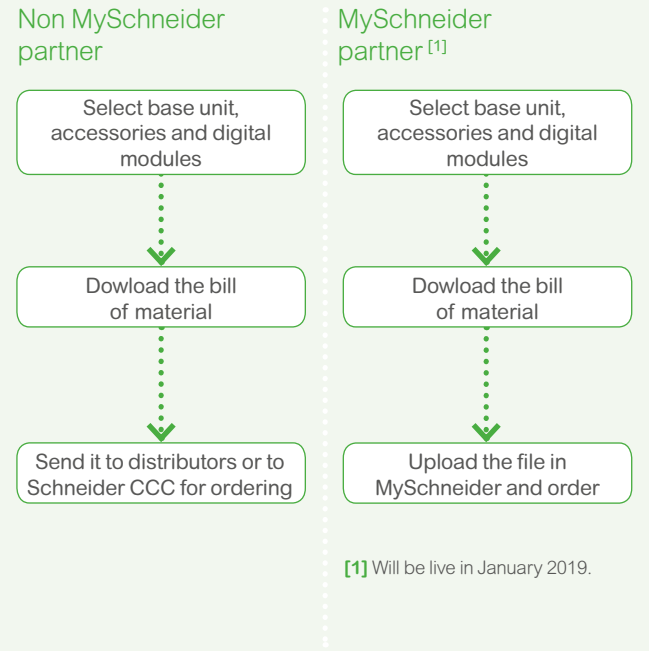 Non MySchneider
partner
Select base unit,
accessories and digital
modules
Dowload the bill
of material
Send it to distributors or to
Schneider CCC for ordering
MySchneider
partner [1]
Select base unit,
accessories and digital
modules
Dowload the bill
of material
Upload the file in
MySchneider and order
[1] Will be live in January 2019.